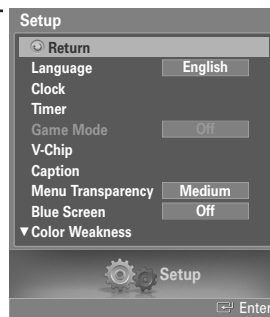 Setup
Return
Language English
Clock
Timer
Game Mode Off
V-Chip
Caption
Menu Transparency Medium
Blue Screen Off
▼Color Weakness
Setup
Enter